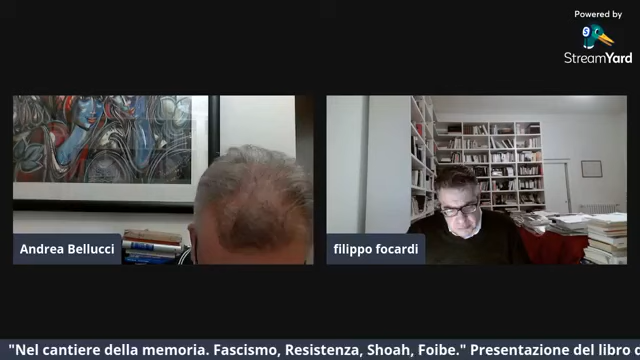 Powered by
StreamYard
Andrea Bellucci
filippo focardi
"Nel cantiere della memoria. Fascismo, Resistenza, Shoah, Foibe." Presentazione del libro